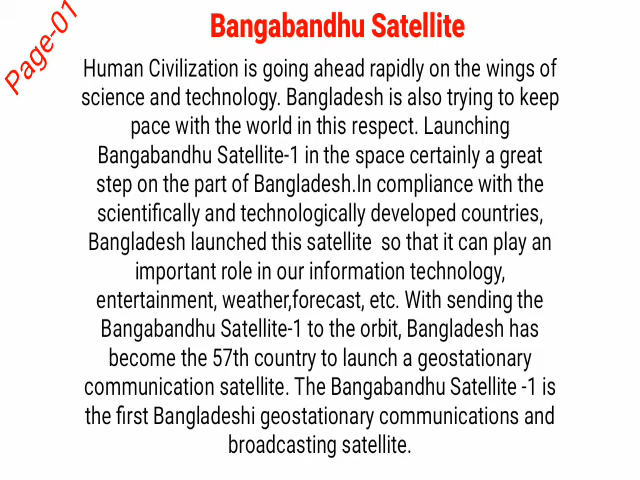 Page-01
Bangabandhu Satellite
Human Civilization is going ahead rapidly on the wings of
science and technology. Bangladesh is also trying to keep
pace with the world in this respect. Launching
Bangabandhu Satellite-1 in the space certainly a great
step on the part of Bangladesh.In compliance with the
scientifically and technologically developed countries,
Bangladesh launched this satellite  so that it can play an
important role in our information technology,
entertainment, weather,forecast, etc. With sending the
Bangabandhu Satellite-1 to the orbit, Bangladesh has
become the 57th country to launch a geostationary
communication satellite. The Bangabandhu Satellite -1 is
the first Bangladeshi geostationary communications and
broadcasting satellite.